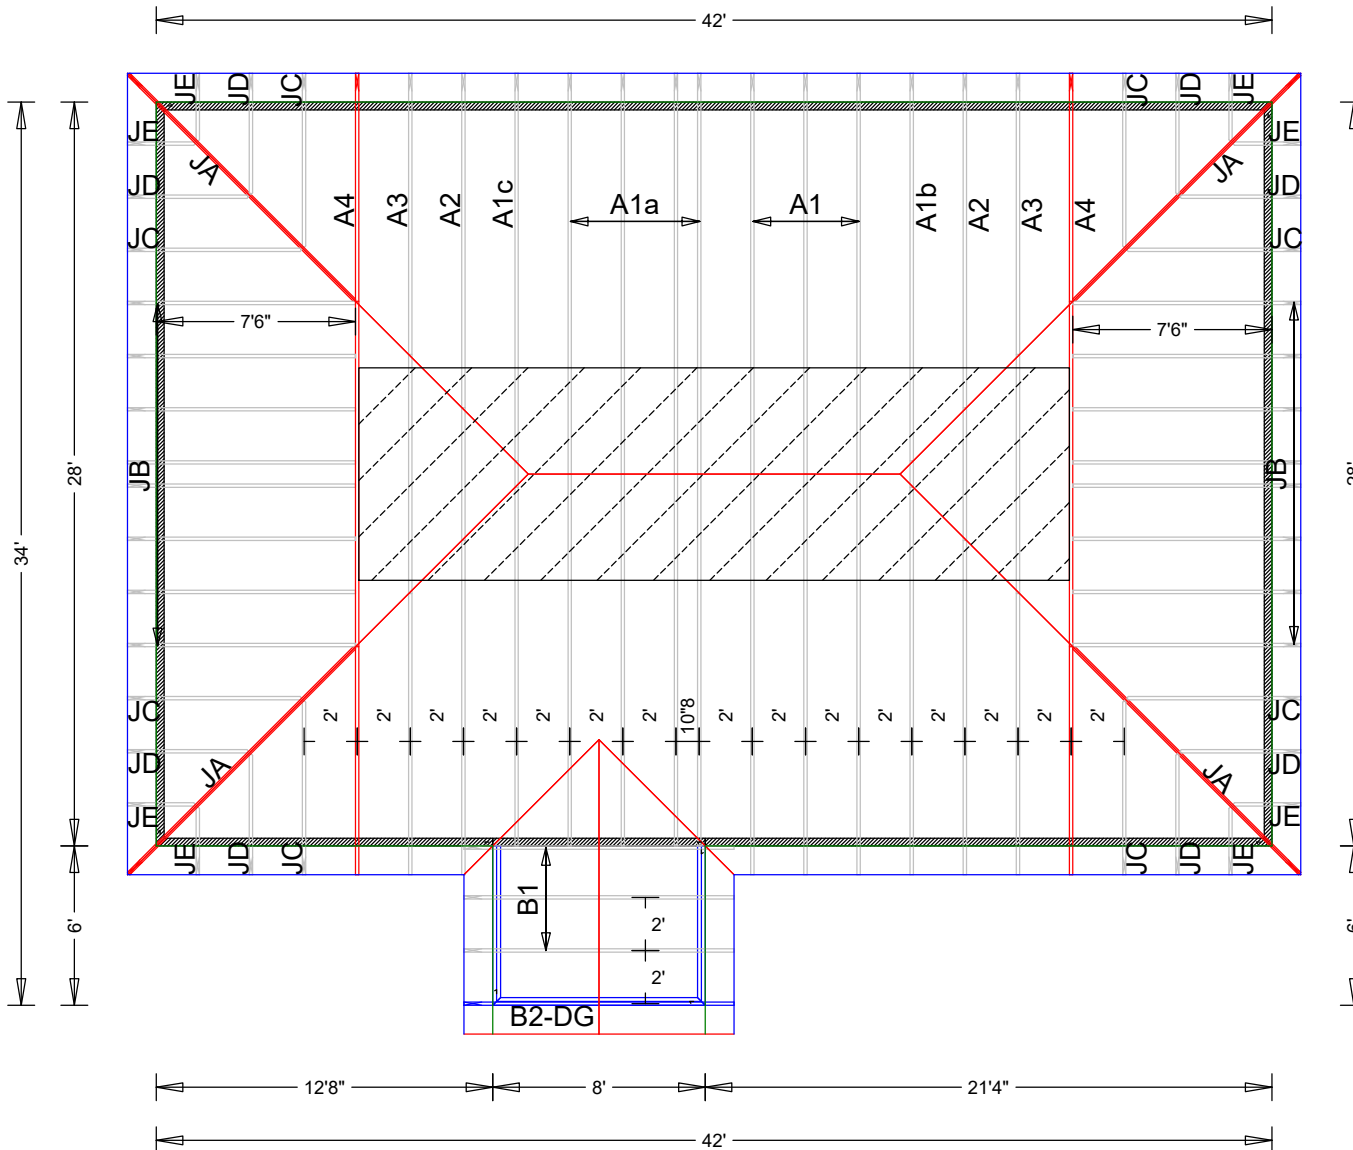 42'
JE JD JC JC JD JE
JE JE
JA JA
JD JD
A4 A3 A2 A1c A1a A1 A1b A2 A3 A4
JC JC
7'6" 7'6"
JB JB
28'
34'
2' 2' 2' 2' 2' 2' 2' 10"8 2' 2' 2' 2' 2' 2' 2' 2'
JC JC
JD JD
JA JA
JE JE
JE JD JC JC JD JE
B1
2'
6' 6'
2'
B2-DG
12'8" 8' 21'4"
42'